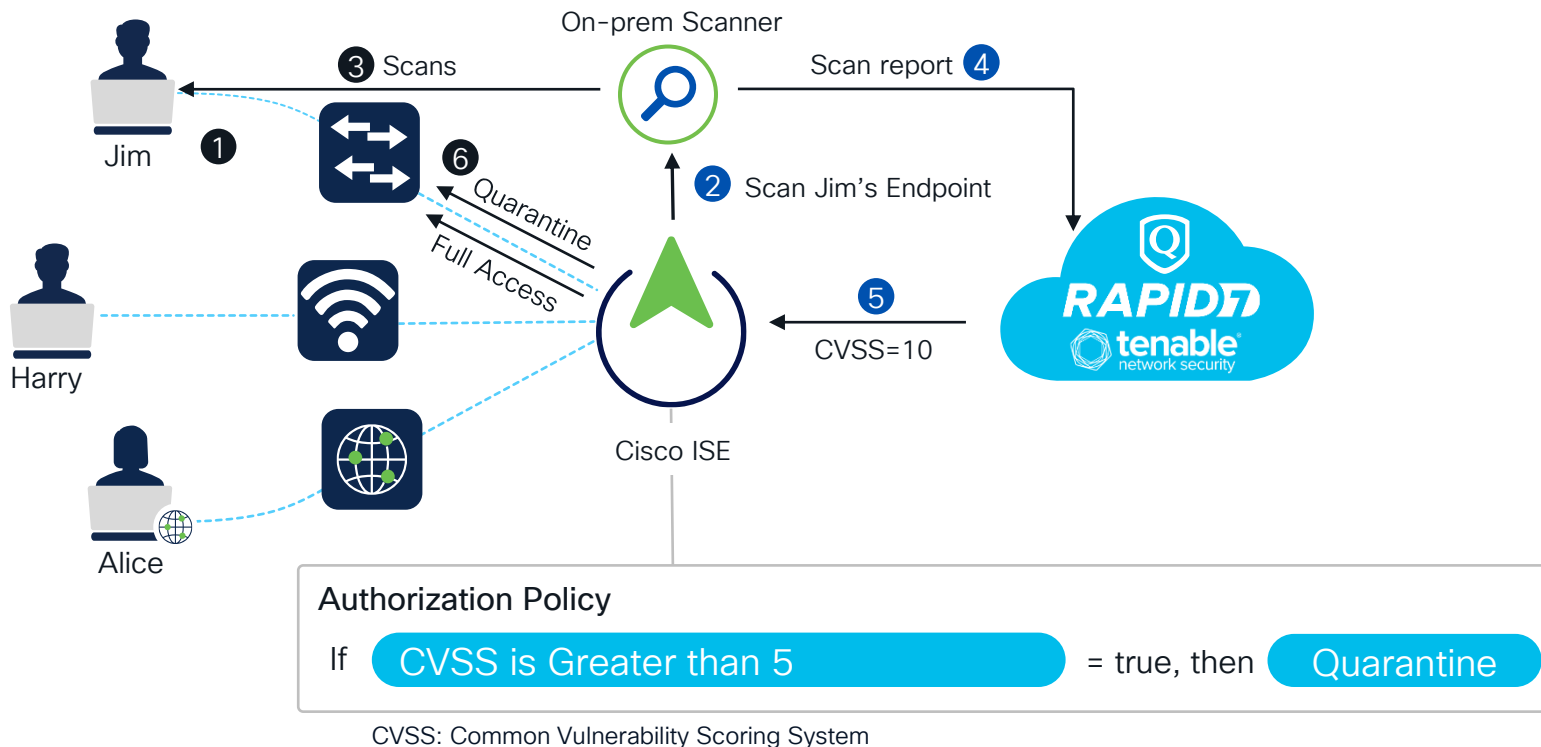 On-prem Scanner
3 Scans
Scan report 4
Jim
1
6
Quarantine
Full Access
2 Scan Jim's Endpoint
Q
RAPID7
tenable®
network security
5
CVSS=10
Harry
Cisco ISE
Alice
Authorization Policy
If CVSS is Greater than 5 = true, then Quarantine
CVSS: Common Vulnerability Scoring System